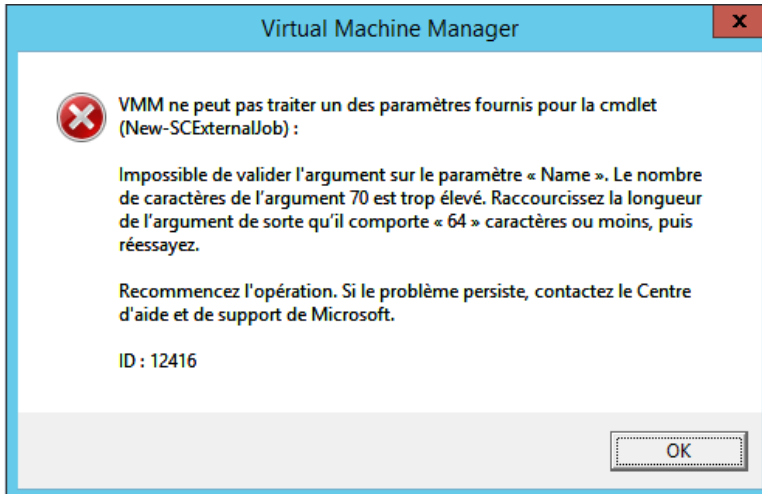 Virtual Machine Manager
x
VMM ne peut pas traiter un des paramètres fournis pour la cmdlet
(New-SCExternalJob) :
Impossible de valider l'argument sur le paramètre « Name ». Le nombre
de caractères de l’argument 70 est trop élevé. Raccourcissez la longueur
de l’argument de sorte qu’il comporte « 64 » caractères ou moins, puis
réessayez.
Recommencez l'opération. Si le problème persiste, contactez le Centre
d'aide et de support de Microsoft.
ID : 12416
OK